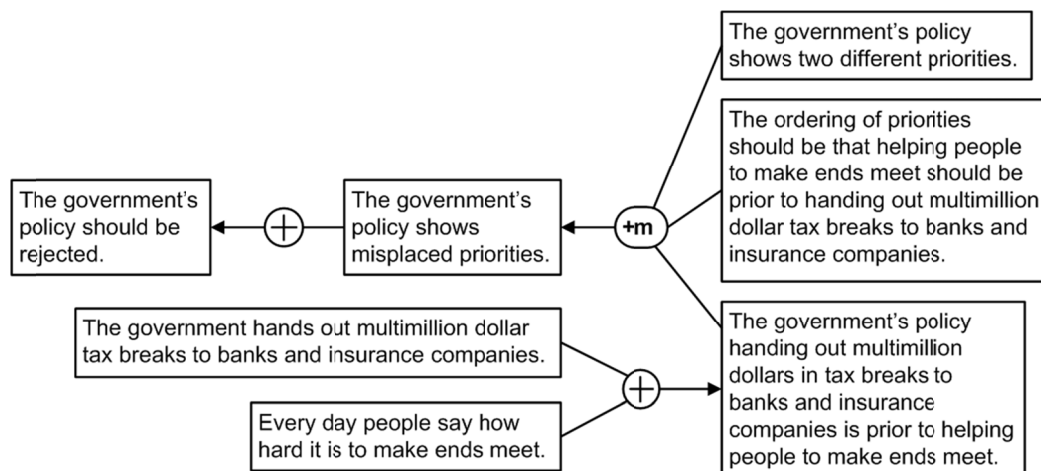 The government's policy
shows two different priorities.
The ordering of priorities
should be that helping people
to make ends meet should be
prior to handing out multimillion
dollar tax breaks to banks and
insurance companies.
The government's
policy should be
rejected.
+
The government's
policy shows
misplaced priorities.
+m
The government hands out multimillion dollar
tax breaks to banks and insurance companies.
Every day people say how
hard it is to make ends meet.
+
The government's policy
handing out multimillion
dollars in tax breaks to
banks and insurance
companies is prior to helping
people to make ends meet.